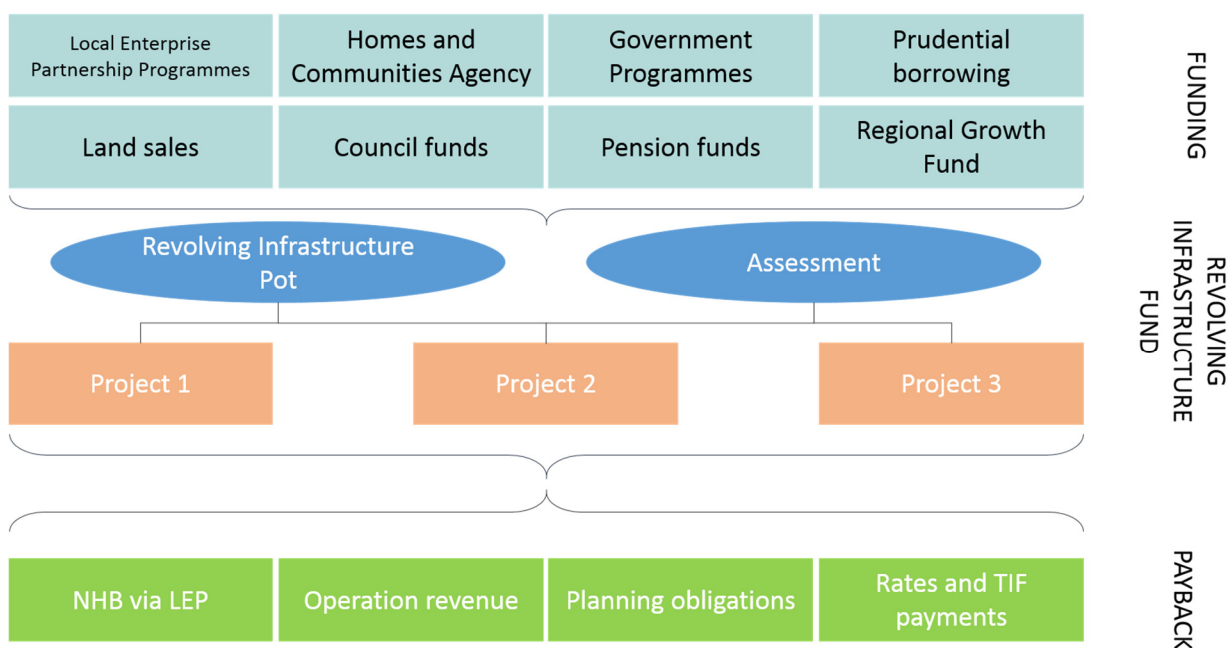 Local Enterprise
Partnership Programmes
Homes and
Communities Agency
Government
Programmes
Prudential
borrowing
FUNDING
Land sales
Council funds
Pension funds
Regional Growth
Fund
Revolving Infrastructure
Pot
Assessment
REVOLVING
INFRASTRUCTURE
FUND
Project 1
Project 2
Project 3
NHB via LEP
Operation revenue
Planning obligations
Rates and TIF
payments
PAYBACK